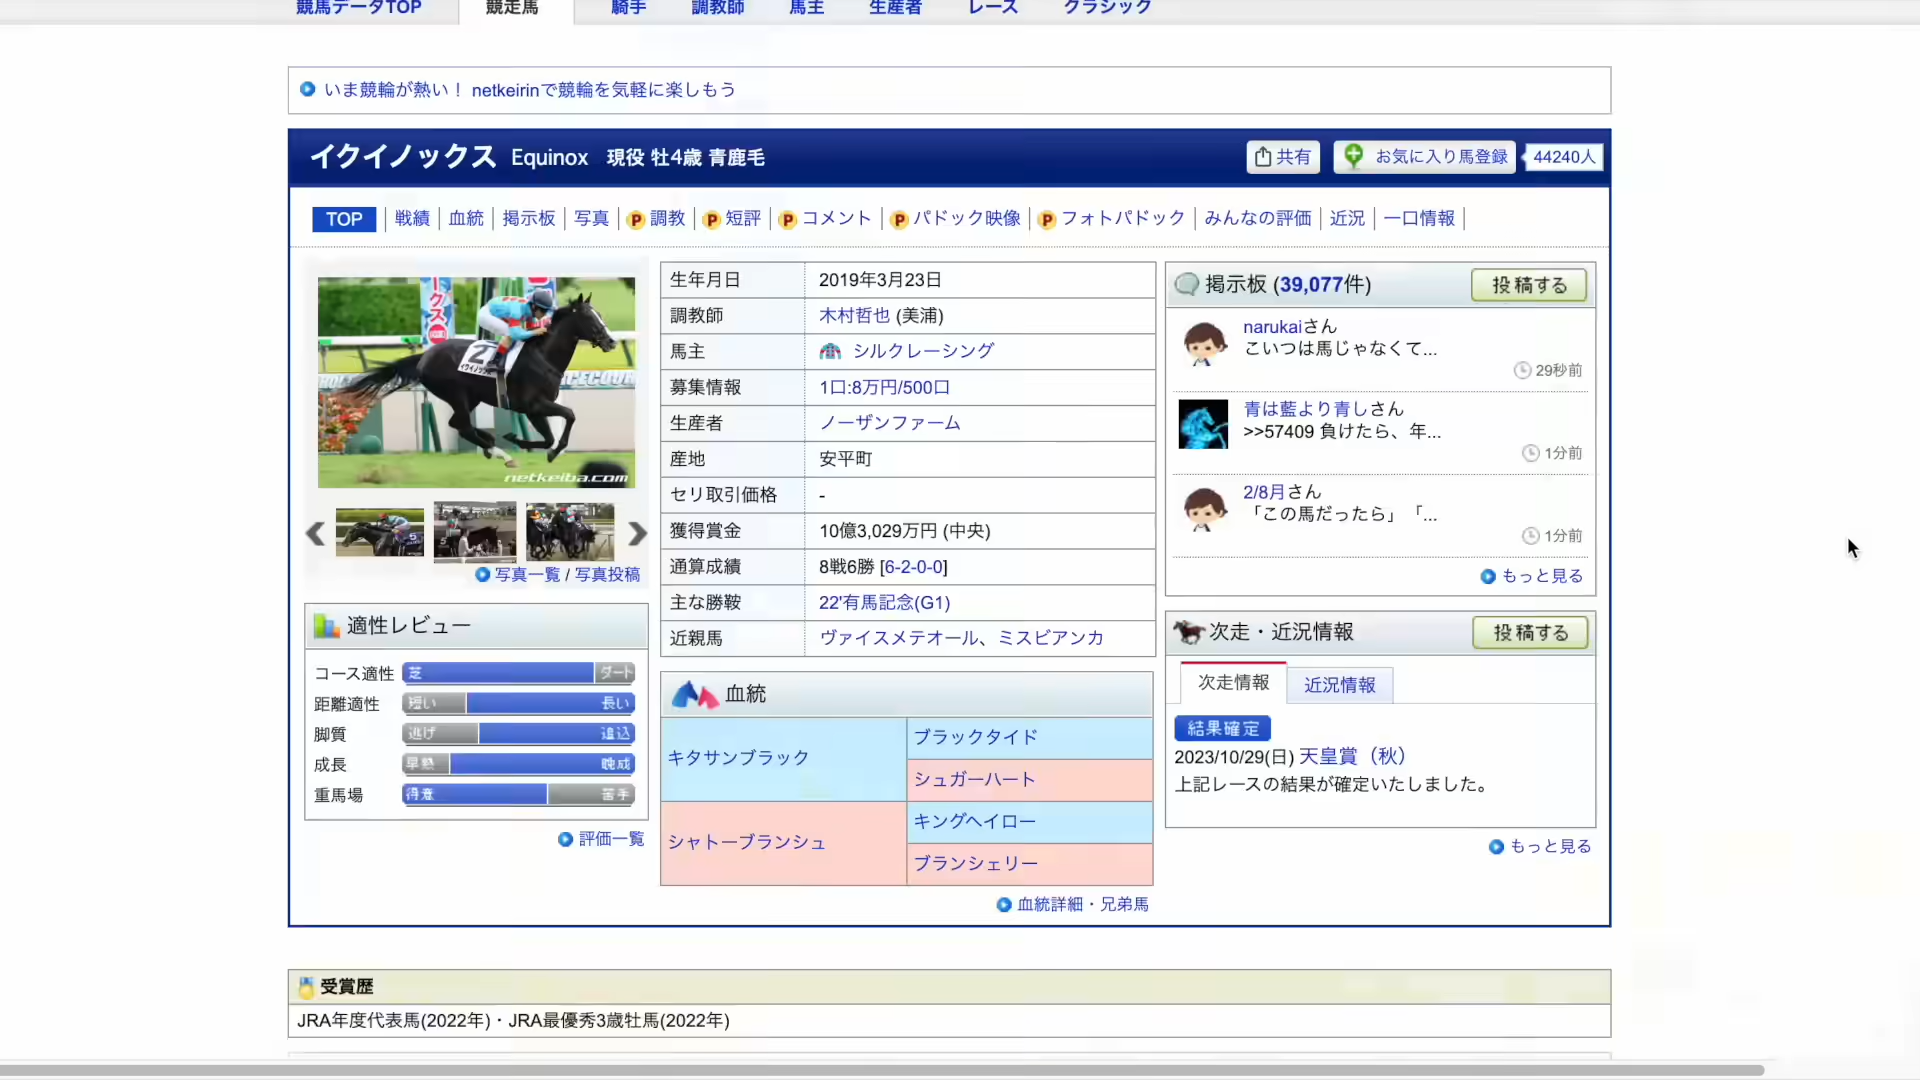 競馬データTOP 競走馬 騎手 調教師 馬主 生産者 レース クラシック
いま競輪が熱い！ netkeirinで競輪を気軽に楽しもう
イクイノックス Equinox 現役 牡4歳 青鹿毛
共有 お気に入り馬登録 44240人
TOP 戦績 血統 掲示板 写真 P 調教 P 短評 P コメント P パドック映像 P フォトパドック みんなの評価 近況 一口情報
netkeiba.com
写真一覧 / 写真投稿
適性レビュー
コース適性 芝 ダート
距離適性 短い 長い
脚質 逃げ 追込
成長 早熟 晩成
重馬場 得意 苦手
評価一覧
生年月日 2019年3月23日
調教師 木村哲也 (美浦)
馬主 シルクレーシング
募集情報 1口:8万円/500口
生産者 ノーザンファーム
産地 安平町
セリ取引価格 -
獲得賞金 10億3,029万円 (中央)
通算成績 8戦6勝 [6-2-0-0]
主な勝鞍 22'有馬記念(G1)
近親馬 ヴァイスメテオール、ミスビアンカ
血統
キタサンブラック
ブラックタイド
シュガーハート
シャトーブランシュ
キングヘイロー
ブランシェリー
血統詳細・兄弟馬
掲示板 (39,077件) 投稿する
narukaiさん
こいつは馬じゃなくて...
29秒前
青は藍より青しさん
>>57409 負けたら、年...
1分前
2/8月さん
「この馬だったら」「...
1分前
もっと見る
次走・近況情報 投稿する
次走情報 近況情報
結果確定
2023/10/29(日) 天皇賞（秋）
上記レースの結果が確定いたしました。
もっと見る
受賞歴
JRA年度代表馬(2022年)・JRA最優秀3歳牡馬(2022年)